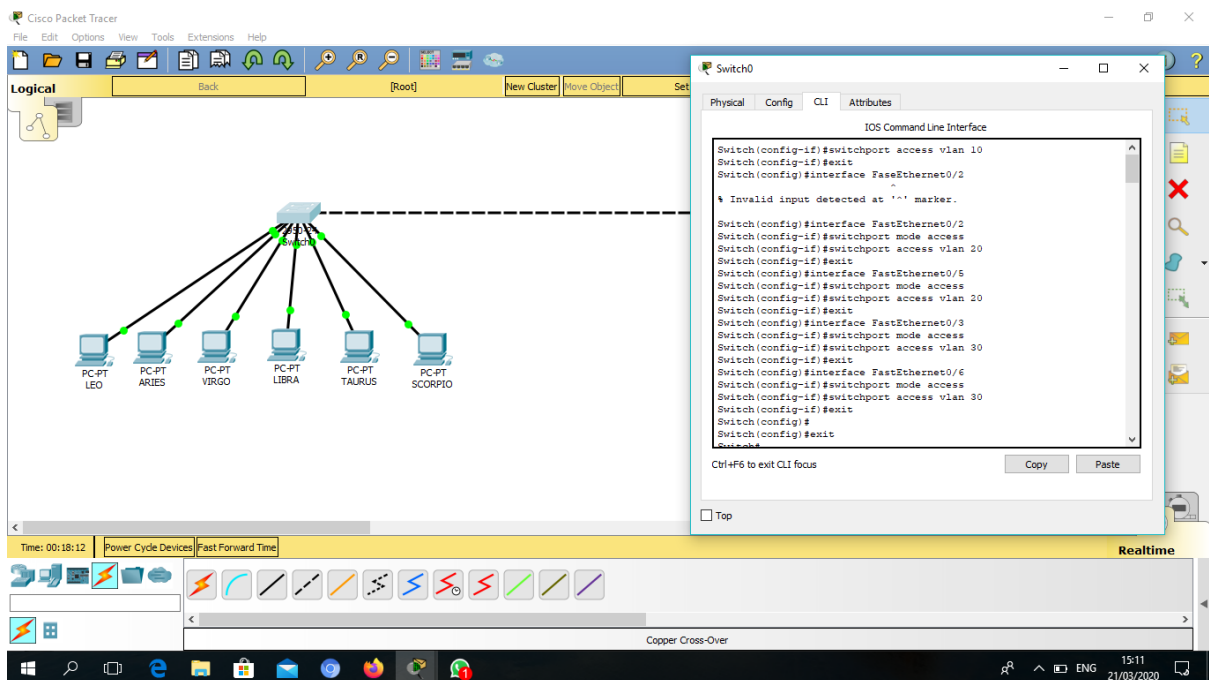 Cisco Packet Tracer
File Edit Options View Tools Extensions Help
Logical
Back
[Root]
New Cluster
Move Object
Set
Switch0
Physical Config CLI Attributes
IOS Command Line Interface
Switch(config-if)#switchport access vlan 10
Switch(config-if)#exit
Switch(config)#interface FaseEthernet0/2
^
% Invalid input detected at '^' marker.
Switch(config)#interface FastEthernet0/2
Switch(config-if)#switchport mode access
Switch(config-if)#switchport access vlan 20
Switch(config-if)#exit
Switch(config)#interface FastEthernet0/5
Switch(config-if)#switchport mode access
Switch(config-if)#switchport access vlan 20
Switch(config-if)#exit
Switch(config)#interface FastEthernet0/3
Switch(config-if)#switchport mode access
Switch(config-if)#switchport access vlan 30
Switch(config-if)#exit
Switch(config)#interface FastEthernet0/6
Switch(config-if)#switchport mode access
Switch(config-if)#switchport access vlan 30
Switch(config-if)#exit
Switch(config)#
Switch(config)#exit
Switch#
Ctrl+F6 to exit CLI focus
Copy
Paste
Top
Switch0
PC-PT
LEO
PC-PT
ARIES
PC-PT
VIRGO
PC-PT
LIBRA
PC-PT
TAURUS
PC-PT
SCORPIO
Time: 00:18:12
Power Cycle Devices
Fast Forward Time
Realtime
Copper Cross-Over
ENG
15:11
21/03/2020